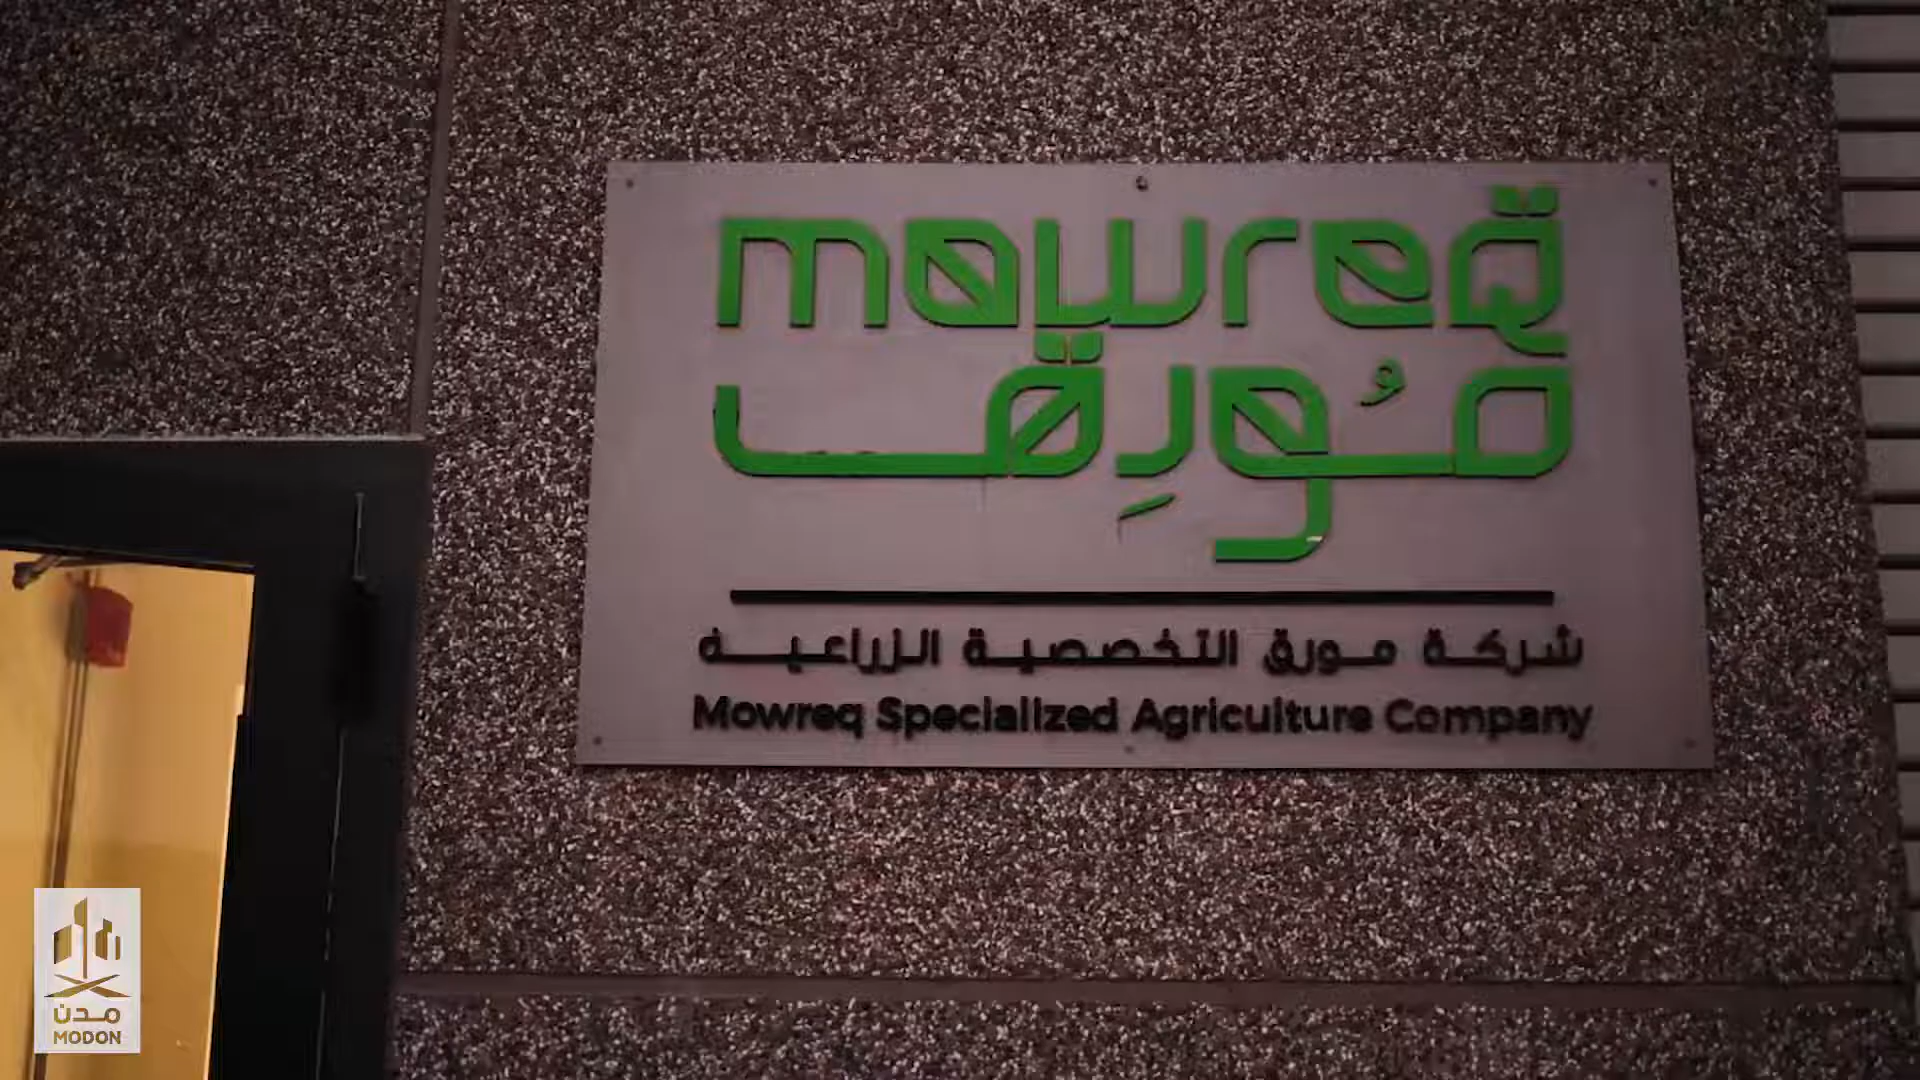 mowreq
مُورِق
شركة مورق التخصصية الزراعية
Mowreq Specialized Agriculture Company
مدن
MODON